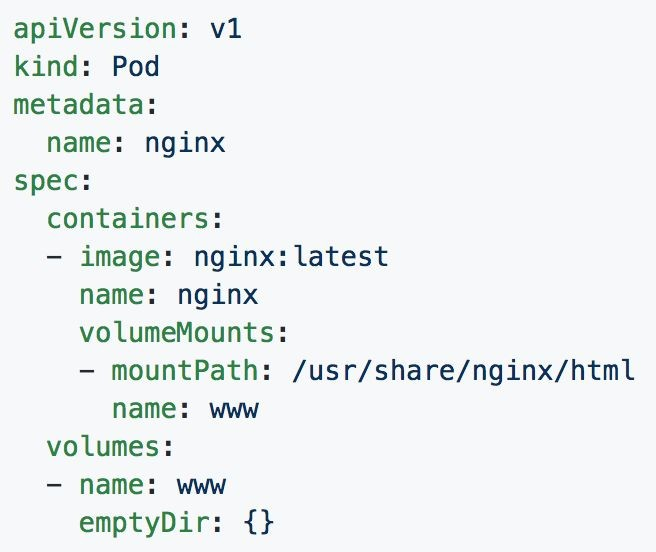 apiVersion: v1
kind: Pod
metadata:
  name: nginx
spec:
  containers:
  - image: nginx:latest
    name: nginx
    volumeMounts:
    - mountPath: /usr/share/nginx/html
      name: www
  volumes:
  - name: www
    emptyDir: {}